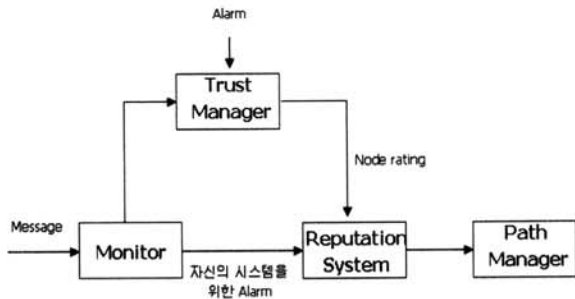 Alarm
Trust
Manager
Node rating
Message
Monitor
자신의 시스템을
위한 Alarm
Reputation
System
Path
Manager